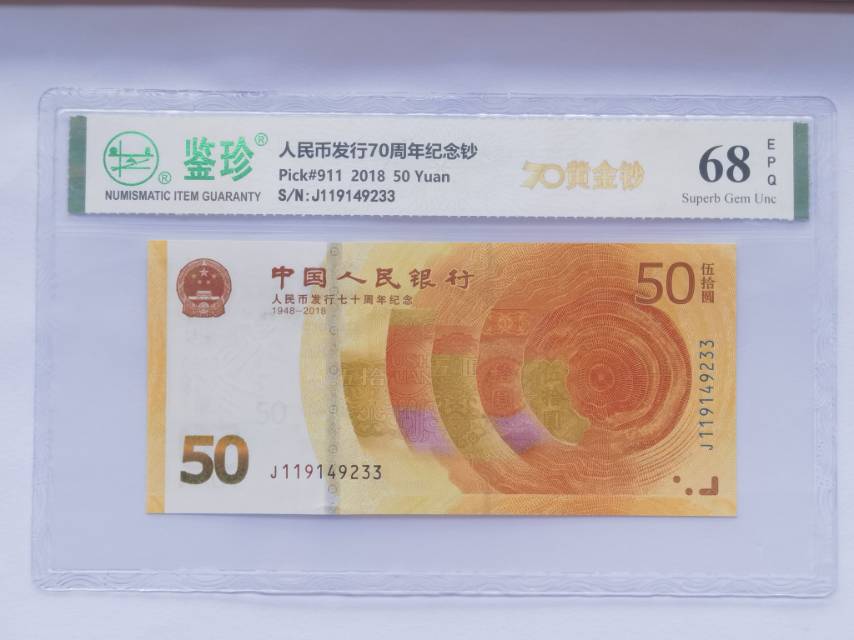 鉴珍®
®
NUMISMATIC ITEM GUARANTY
人民币发行70周年纪念钞
Pick#911 2018 50 Yuan
S/N:J119149233
70黄金钞
68
EPQ
Superb Gem Unc
中国人民银行
人民币发行七十周年纪念
1948-2018
50
伍拾圆
J119149233
50
50
J119149233